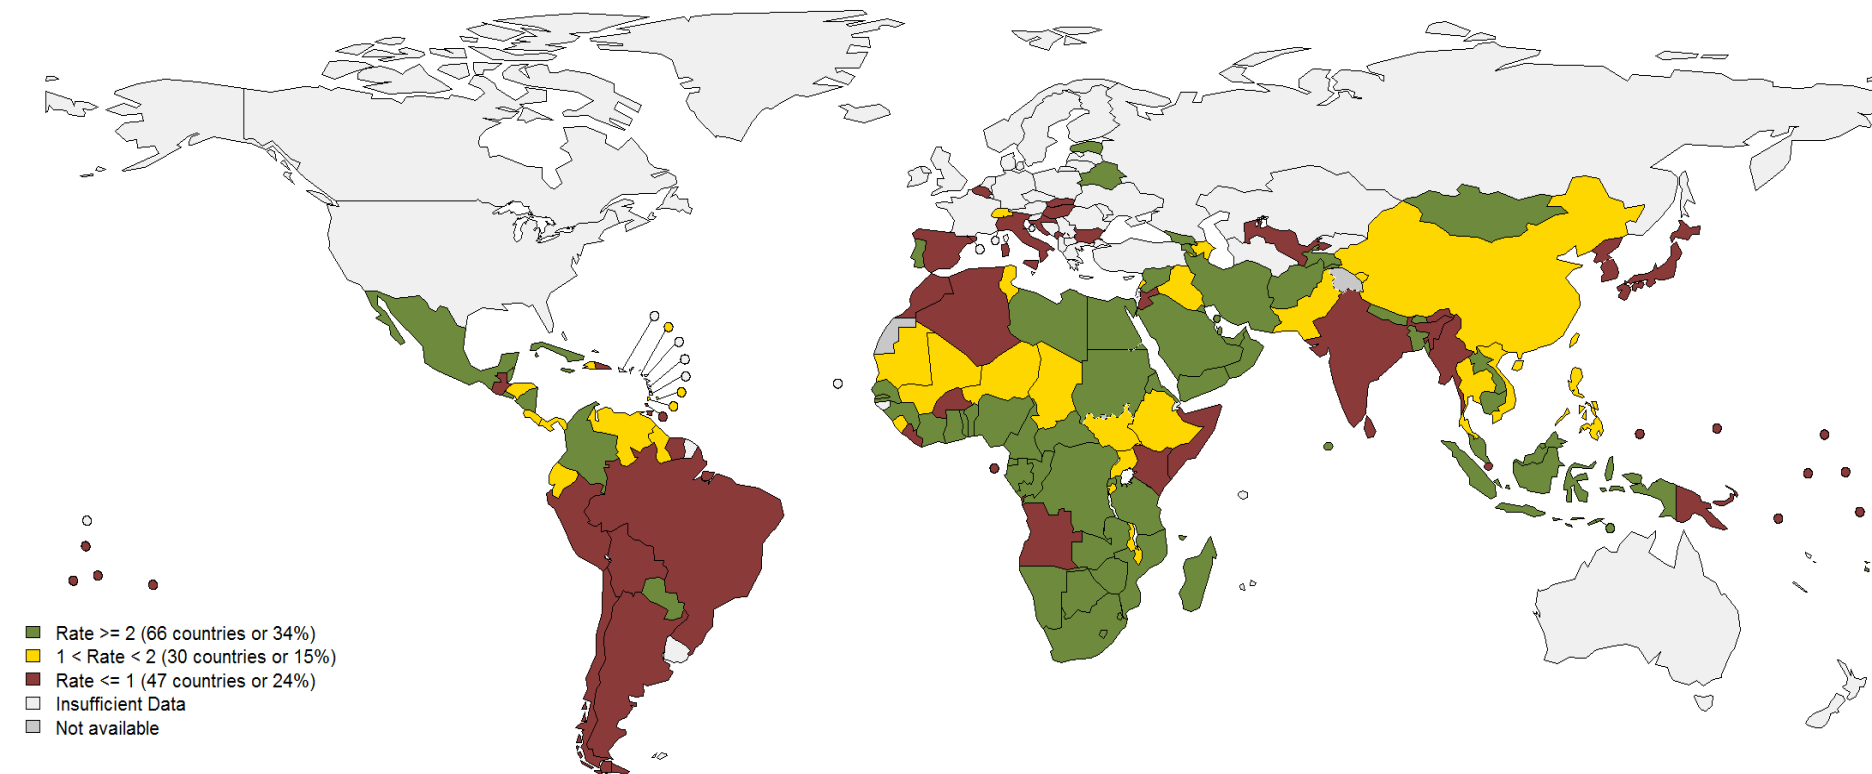 Rate >= 2 (66 countries or 34%)
1 < Rate < 2 (30 countries or 15%)
Rate <= 1 (47 countries or 24%)
Insufficient Data
Not available